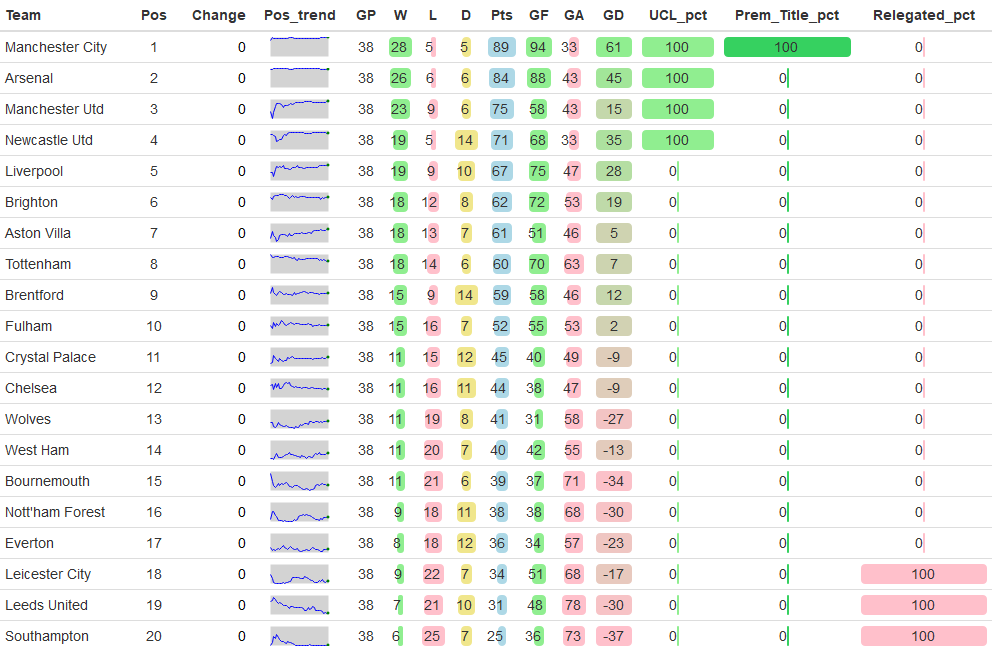 Team Pos Change Pos_trend GP W L D Pts GF GA GD UCL_pct Prem_Title_pct Relegated_pct
Manchester City 1 0 38 28 5 5 89 94 33 61 100 100 0
Arsenal 2 0 38 26 6 6 84 88 43 45 100 0 0
Manchester Utd 3 0 38 23 9 6 75 58 43 15 100 0 0
Newcastle Utd 4 0 38 19 5 14 71 68 33 35 100 0 0
Liverpool 5 0 38 19 9 10 67 75 47 28 0 0 0
Brighton 6 0 38 18 12 8 62 72 53 19 0 0 0
Aston Villa 7 0 38 18 13 7 61 51 46 5 0 0 0
Tottenham 8 0 38 18 14 6 60 70 63 7 0 0 0
Brentford 9 0 38 15 9 14 59 58 46 12 0 0 0
Fulham 10 0 38 15 16 7 52 55 53 2 0 0 0
Crystal Palace 11 0 38 11 15 12 45 40 49 -9 0 0 0
Chelsea 12 0 38 11 16 11 44 38 47 -9 0 0 0
Wolves 13 0 38 11 19 8 41 31 58 -27 0 0 0
West Ham 14 0 38 11 20 7 40 42 55 -13 0 0 0
Bournemouth 15 0 38 11 21 6 39 37 71 -34 0 0 0
Nott'ham Forest 16 0 38 9 18 11 38 38 68 -30 0 0 0
Everton 17 0 38 8 18 12 36 34 57 -23 0 0 0
Leicester City 18 0 38 9 22 7 34 51 68 -17 0 0 100
Leeds United 19 0 38 7 21 10 31 48 78 -30 0 0 100
Southampton 20 0 38 6 25 7 25 36 73 -37 0 0 100